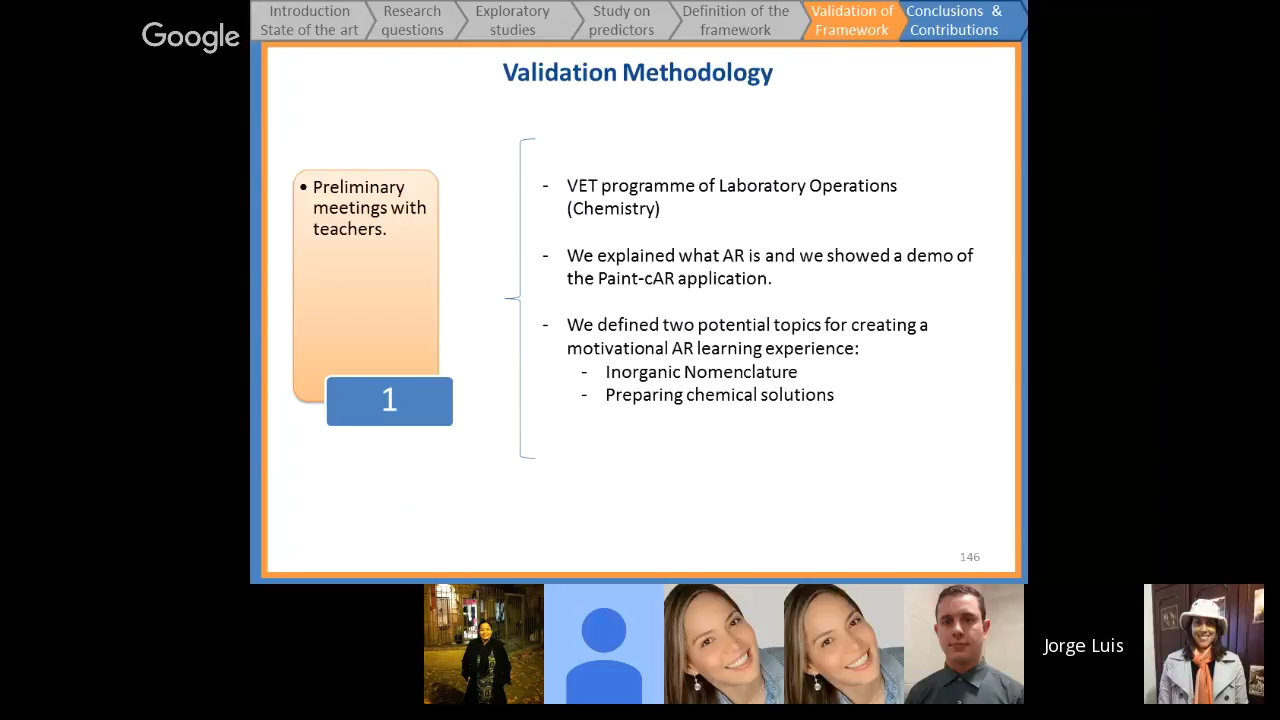 Google
Introduction
State of the art
Research
questions
Exploratory
studies
Study on
predictors
Definition of the
framework
Validation of
Framework
Conclusions &
Contributions
Validation Methodology
• Preliminary
meetings with
teachers.
1
- VET programme of Laboratory Operations
(Chemistry)
- We explained what AR is and we showed a demo of
the Paint-cAR application.
- We defined two potential topics for creating a
motivational AR learning experience:
- Inorganic Nomenclature
- Preparing chemical solutions
146
Jorge Luis